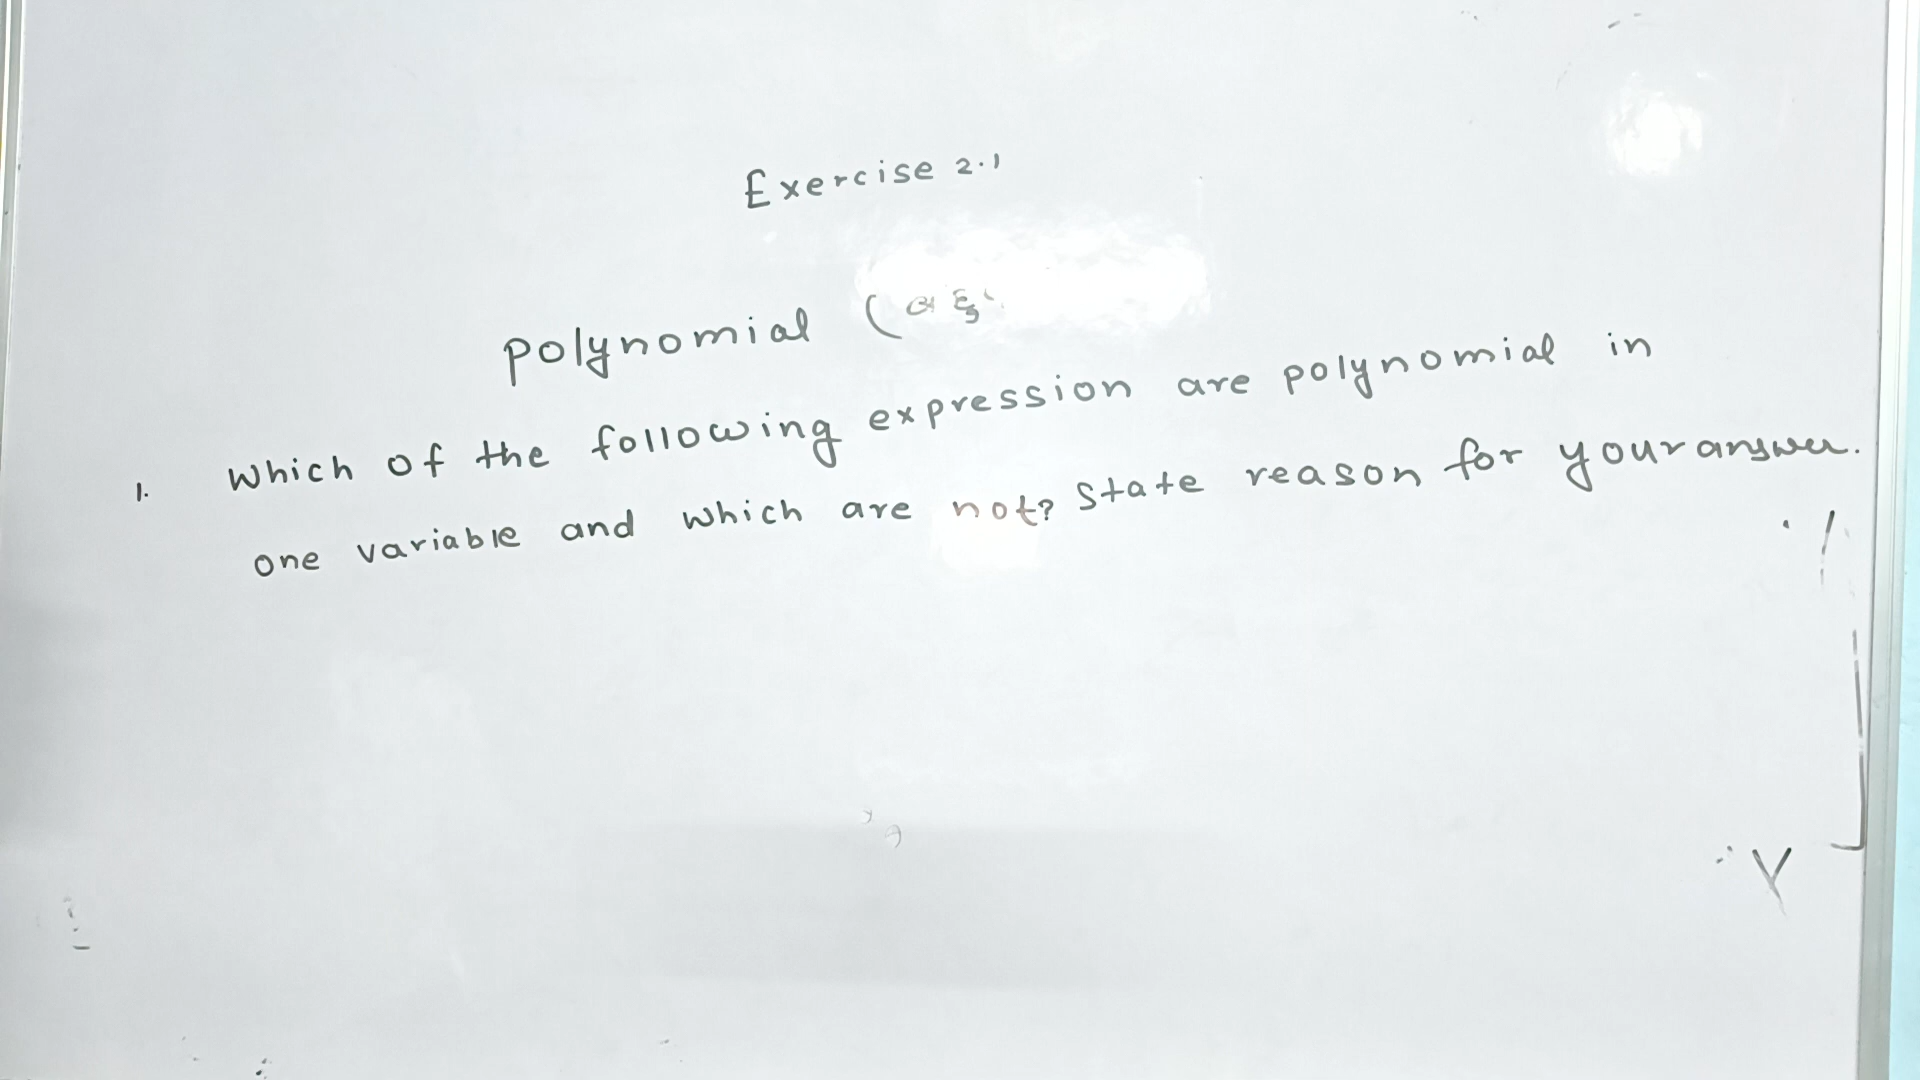 Exercise 2.1
polynomial (
1. Which of the following expression are polynomial in
one variable and which are not? State reason for your answer.